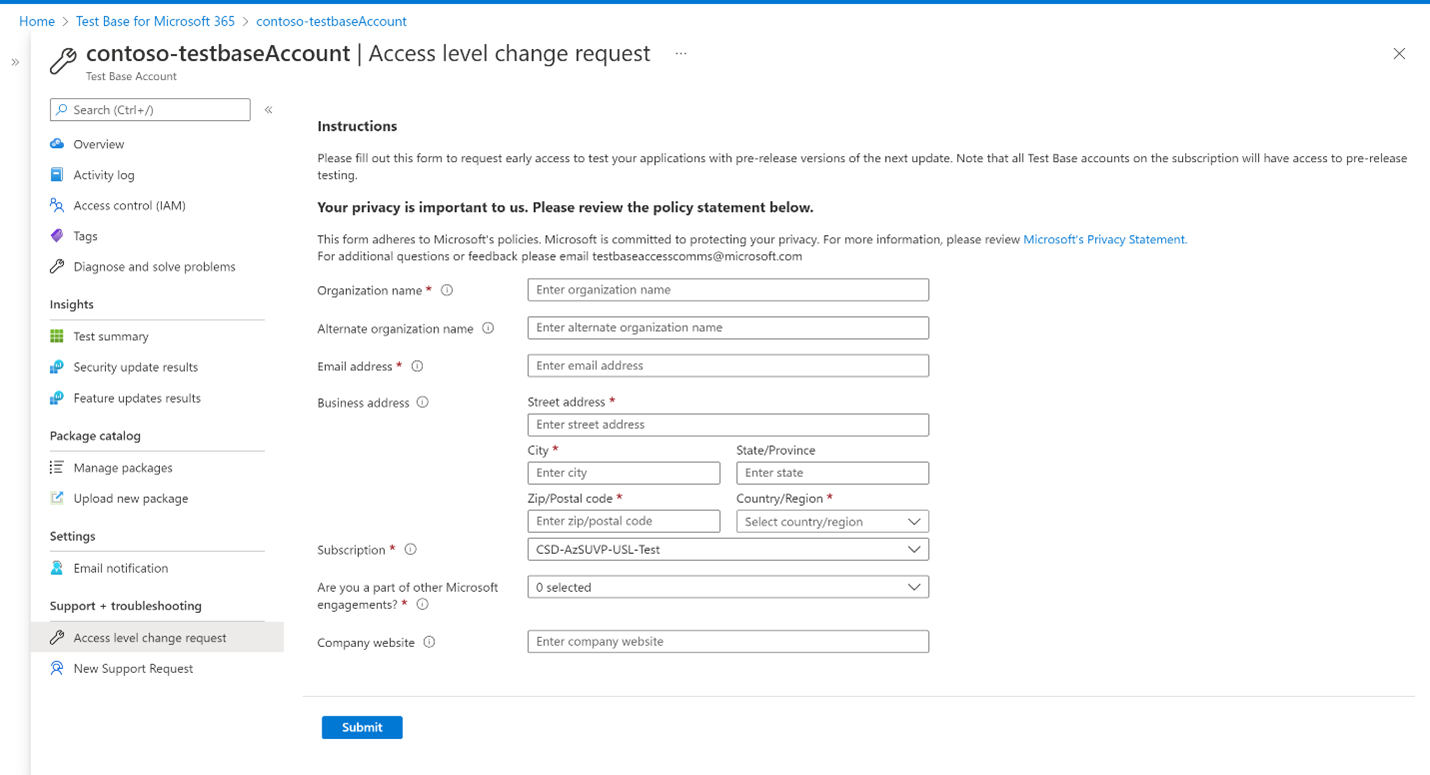 Home > Test Base for Microsoft 365 > contoso-testbaseAccount
»
contoso-testbaseAccount | Access level change request ...
Test Base Account
Search (Ctrl+/)
«
Overview
Activity log
Access control (IAM)
Tags
Diagnose and solve problems
Insights
Test summary
Security update results
Feature updates results
Package catalog
Manage packages
Upload new package
Settings
Email notification
Support + troubleshooting
Access level change request
New Support Request
Instructions
Please fill out this form to request early access to test your applications with pre-release versions of the next update. Note that all Test Base accounts on the subscription will have access to pre-release
testing.
Your privacy is important to us. Please review the policy statement below.
This form adheres to Microsoft's policies. Microsoft is committed to protecting your privacy. For more information, please review Microsoft's Privacy Statement.
For additional questions or feedback please email testbaseaccesscomms@microsoft.com
Organization name * Enter organization name
Alternate organization name Enter alternate organization name
Email address * Enter email address
Business address Street address *
Enter street address
City * State/Province
Enter city Enter state
Zip/Postal code * Country/Region *
Enter zip/postal code Select country/region
Subscription * CSD-AzSUVP-USL-Test
Are you a part of other Microsoft 0 selected
engagements? *
Company website Enter company website
Submit